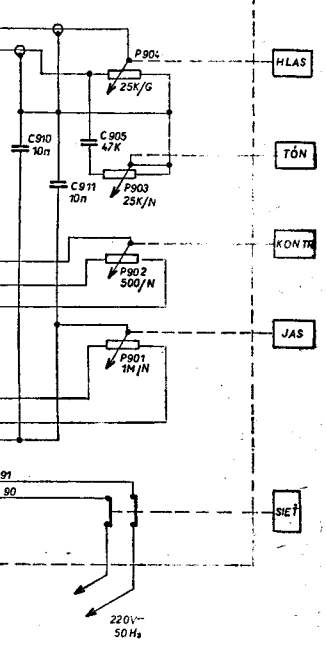 P904
HLAS
25K/G
C910
10n
C905
47K
TÓN
C911
10n
P903
25K/N
KONTR
P902
500/N
JAS
P901
1M/N
91
90
SIEŤ
220V~
50Hz